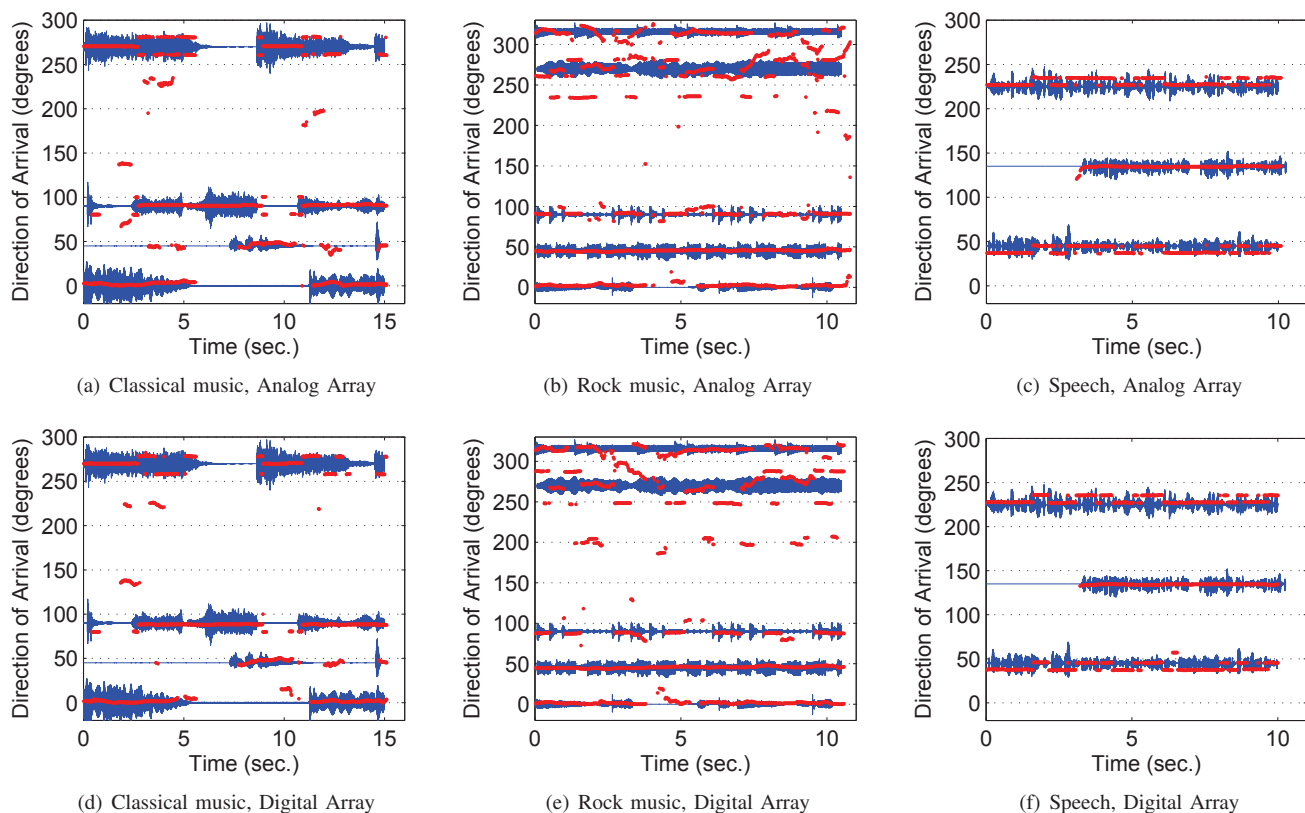 300
250
200
150
100
50
0
Direction of Arrival (degrees)
0 5 10 15
Time (sec.)
(a) Classical music, Analog Array
300
250
200
150
100
50
0
Direction of Arrival (degrees)
0 5 10
Time (sec.)
(b) Rock music, Analog Array
300
250
200
150
100
50
0
Direction of Arrival (degrees)
0 5 10
Time (sec.)
(c) Speech, Analog Array
300
250
200
150
100
50
0
Direction of Arrival (degrees)
0 5 10 15
Time (sec.)
(d) Classical music, Digital Array
300
250
200
150
100
50
0
Direction of Arrival (degrees)
0 5 10
Time (sec.)
(e) Rock music, Digital Array
300
250
200
150
100
50
0
Direction of Arrival (degrees)
0 5 10
Time (sec.)
(f) Speech, Digital Array